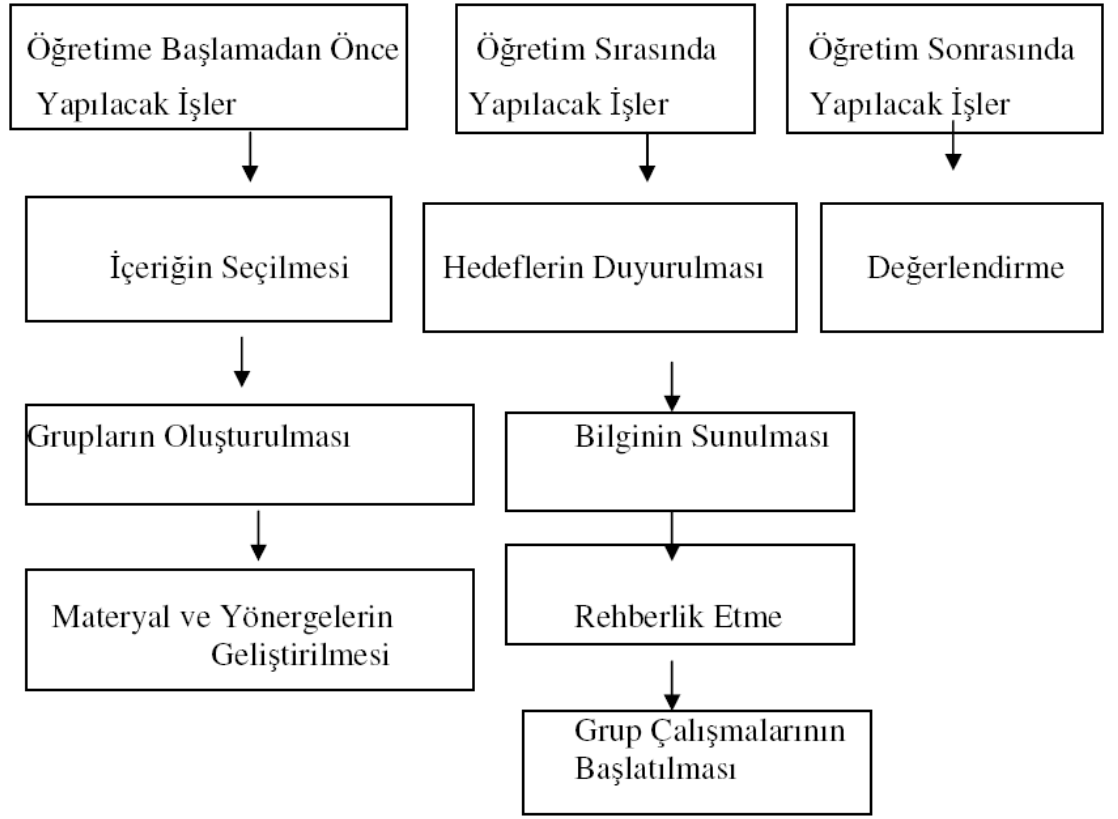 Öğretime Başlamadan Önce
Yapılacak İşler
Öğretim Sırasında
Yapılacak İşler
Öğretim Sonrasında
Yapılacak İşler
İçeriğin Seçilmesi
Hedeflerin Duyurulması
Değerlendirme
Grupların Oluşturulması
Bilginin Sunulması
Materyal ve Yönergelerin
Geliştirilmesi
Rehberlik Etme
Grup Çalışmalarının
Başlatılması